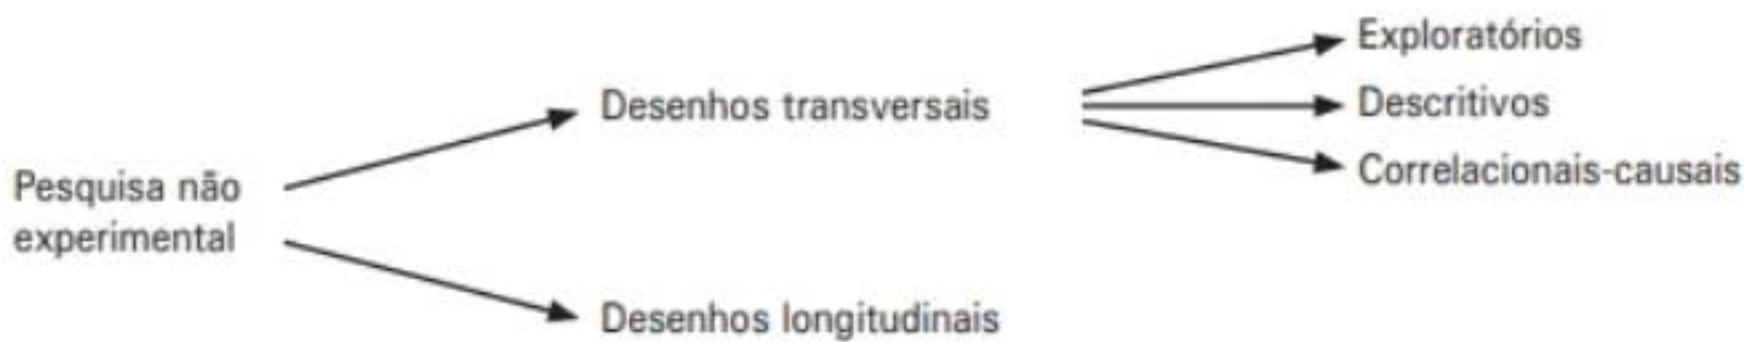 Pesquisa não
experimental
Desenhos transversais
Exploratórios
Descritivos
Correlacionais-causais
Desenhos longitudinais